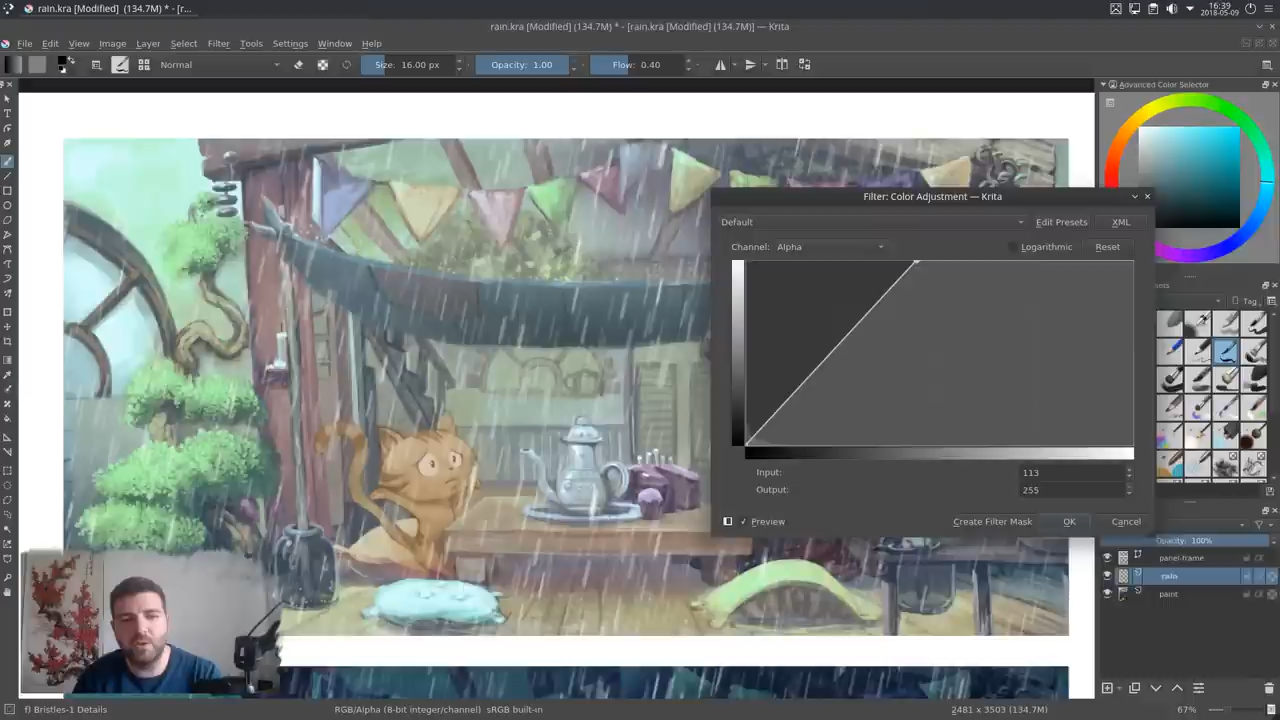 rain.kra [Modified] (134.7M) * - [r...
16:39
2018-05-09
rain.kra [Modified] (134.7M) * - [rain.kra [Modified] (134.7M)] — Krita
File Edit View Image Layer Select Filter Tools Settings Window Help
Normal Size: 16.00 px Opacity: 1.00 Flow: 0.40
Advanced Color Selector
Filter: Color Adjustment — Krita
Default Edit Presets XML
Channel: Alpha Logarithmic Reset
Input: 113
Output: 255
Preview Create Filter Mask OK Cancel
Tag
Opacity: 100%
panel-frame
rain
paint
f) Bristles-1 Details RGB/Alpha (8-bit integer/channel) sRGB built-in 2481 x 3503 (134.7M) 67%